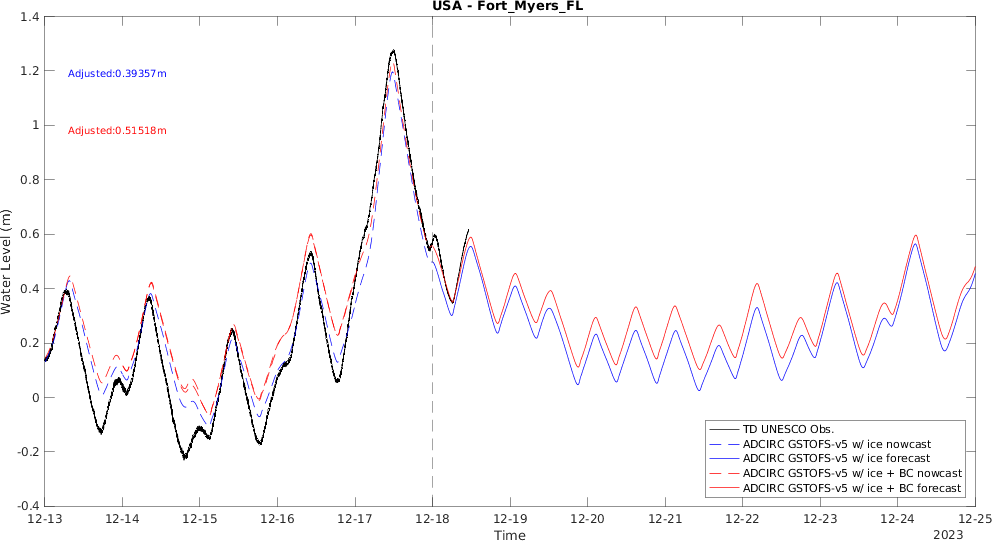 USA - Fort_Myers_FL
1.4
1.2
1
0.8
0.6
0.4
0.2
0
-0.2
-0.4
Water Level (m)
Adjusted:0.39357m
Adjusted:0.51518m
TD UNESCO Obs.
ADCIRC GSTOFS-v5 w/ ice nowcast
ADCIRC GSTOFS-v5 w/ ice forecast
ADCIRC GSTOFS-v5 w/ ice + BC nowcast
ADCIRC GSTOFS-v5 w/ ice + BC forecast
12-13 12-14 12-15 12-16 12-17 12-18 12-19 12-20 12-21 12-22 12-23 12-24 12-25
Time
2023